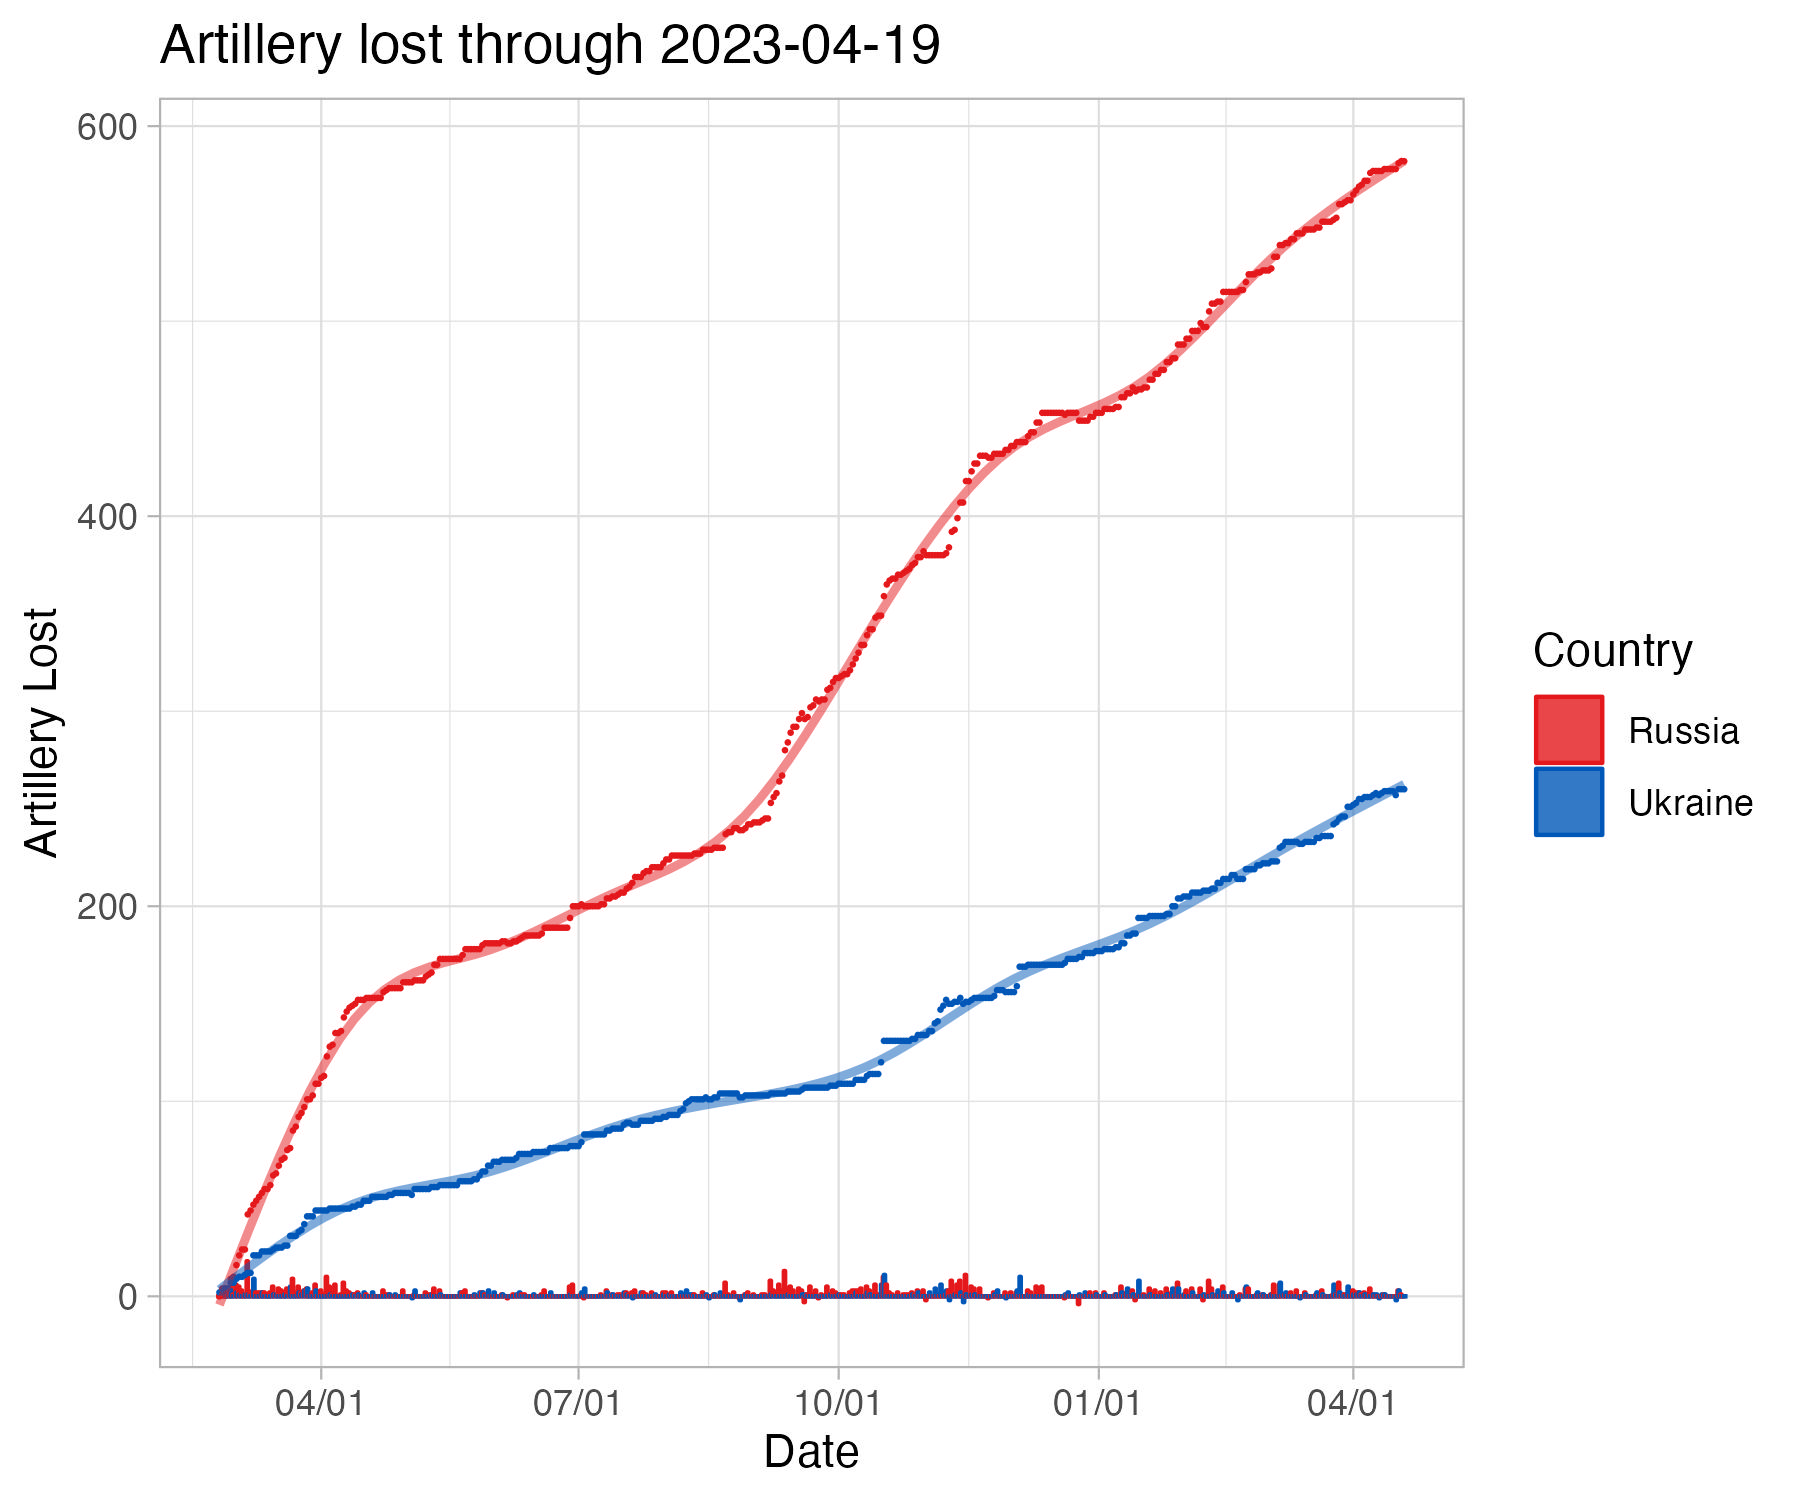 Artillery lost through 2023-04-19
Artillery Lost
600
400
200
0
04/01
07/01
10/01
01/01
04/01
Date
Country
Russia
Ukraine